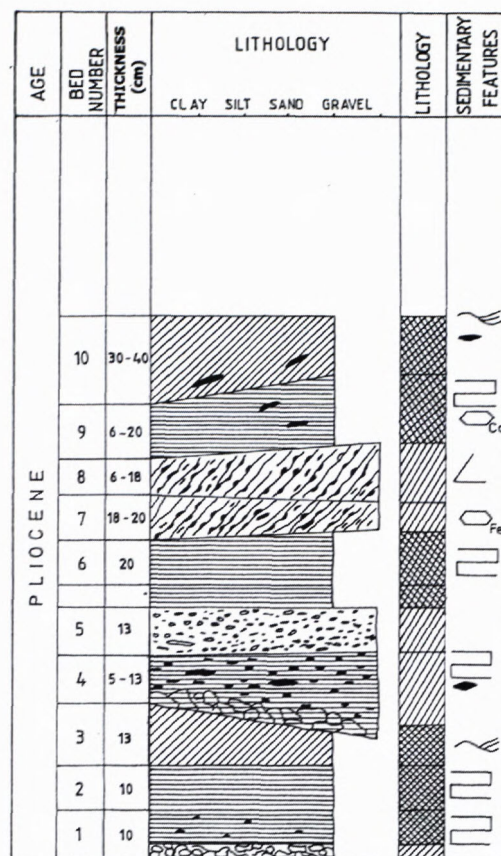 AGE
BED NUMBER
THICKNESS (cm)
LITHOLOGY
CLAY SILT SAND GRAVEL
LITHOLOGY
SEDIMENTARY FEATURES
PLIOCENE
10 30-40
9 6-20
8 6-18
7 18-20
6 20
5 13
4 5-13
3 13
2 10
1 10
Fe